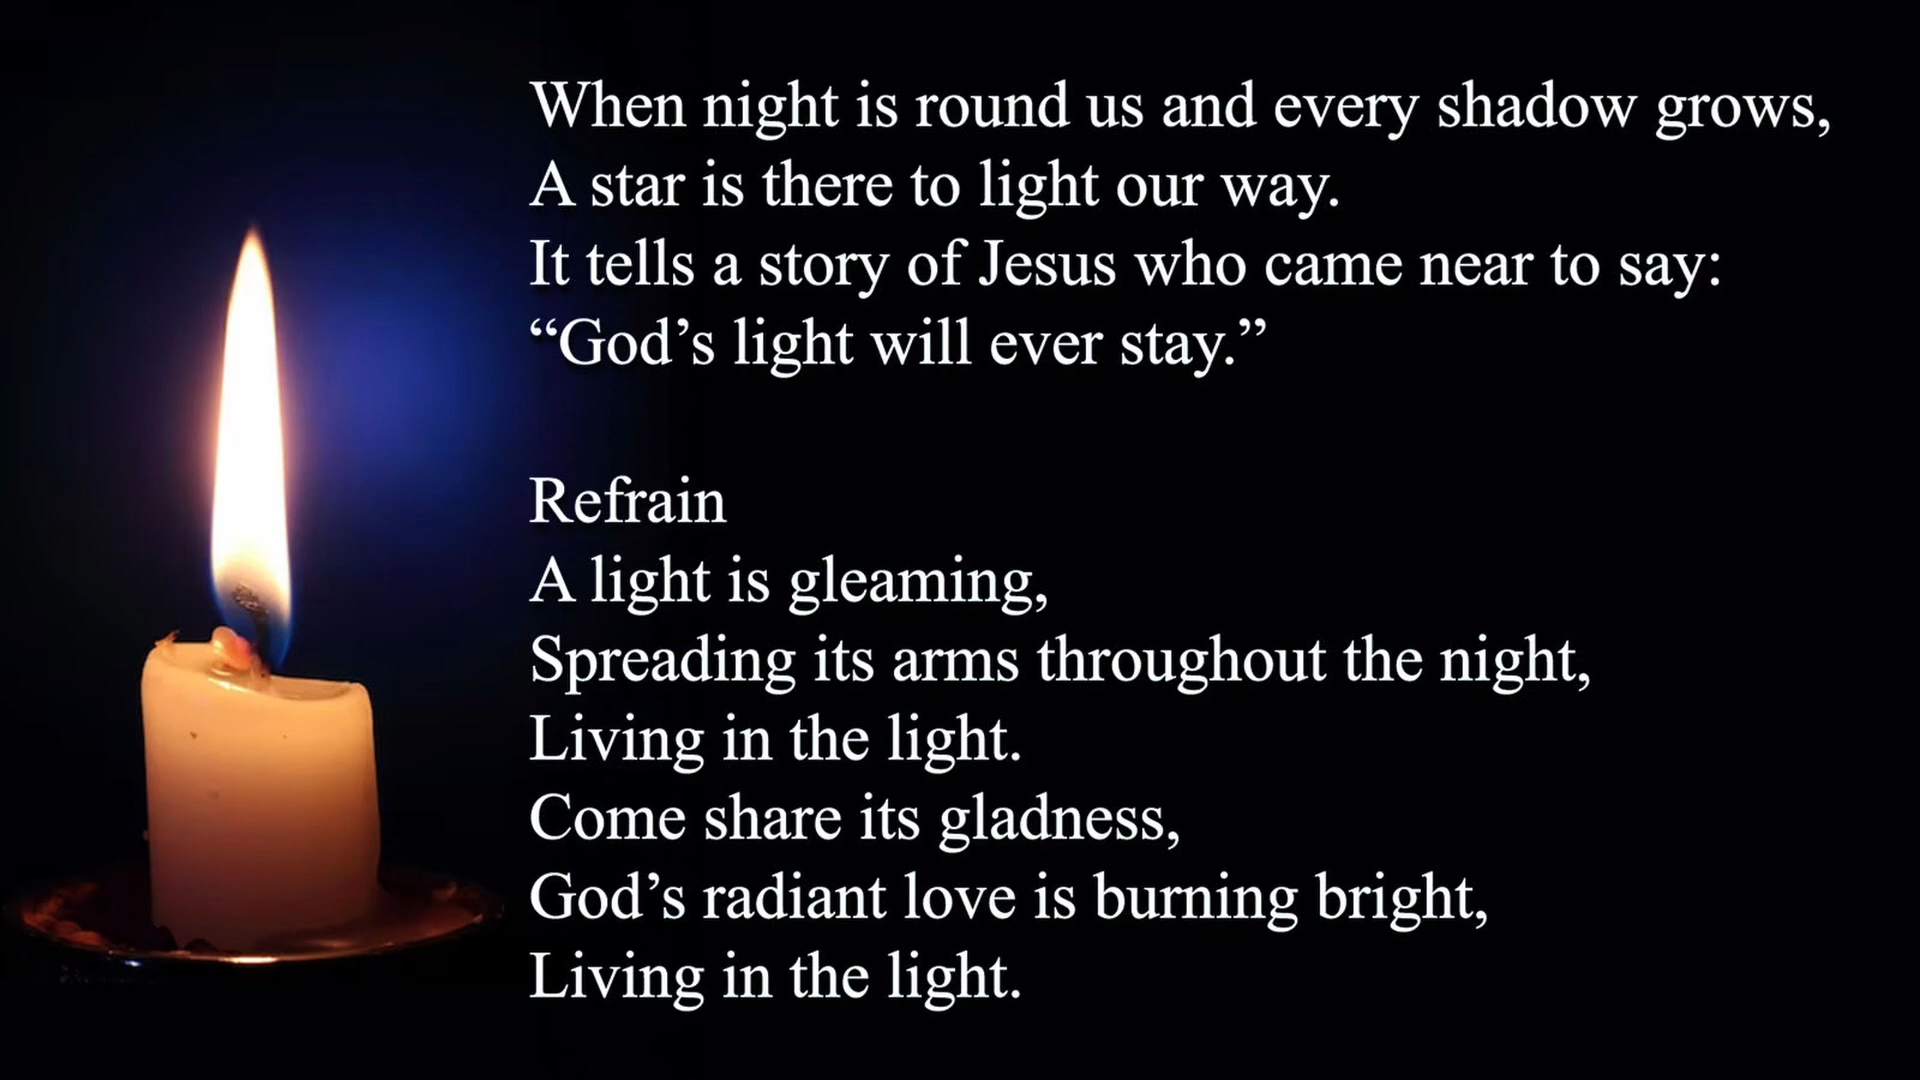 When night is round us and every shadow grows,
A star is there to light our way.
It tells a story of Jesus who came near to say:
“God’s light will ever stay.”
Refrain
A light is gleaming,
Spreading its arms throughout the night,
Living in the light.
Come share its gladness,
God’s radiant love is burning bright,
Living in the light.